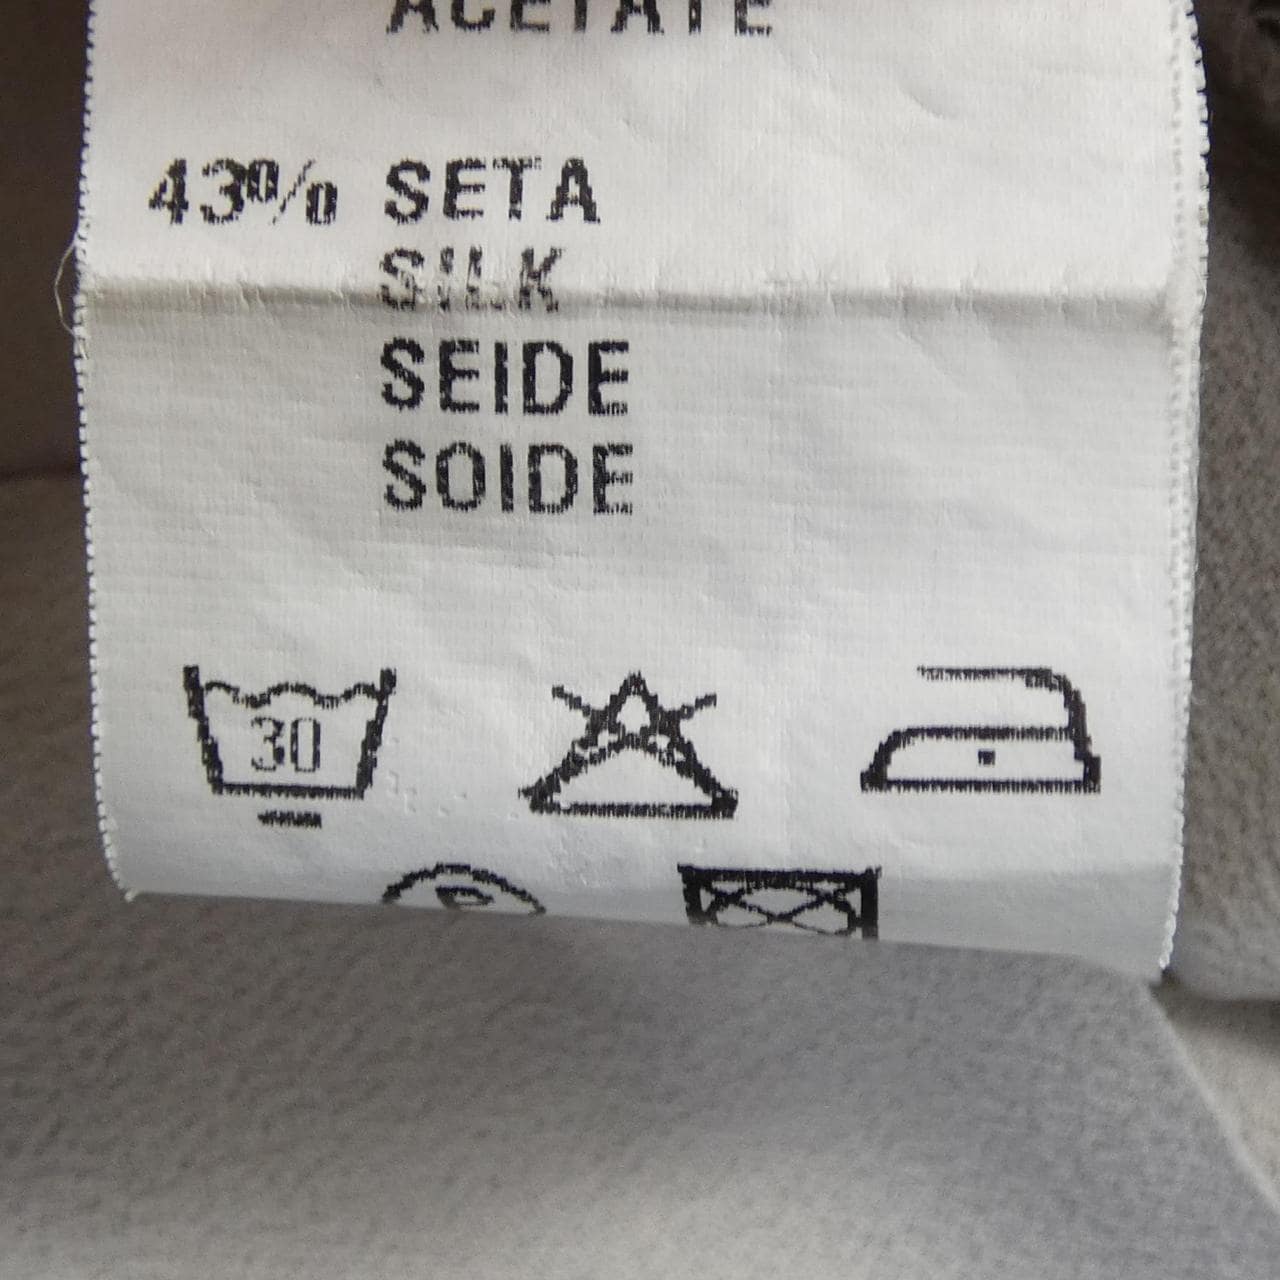 ACETATE
43% SETA
SILK
SEIDE
SOIDE
30